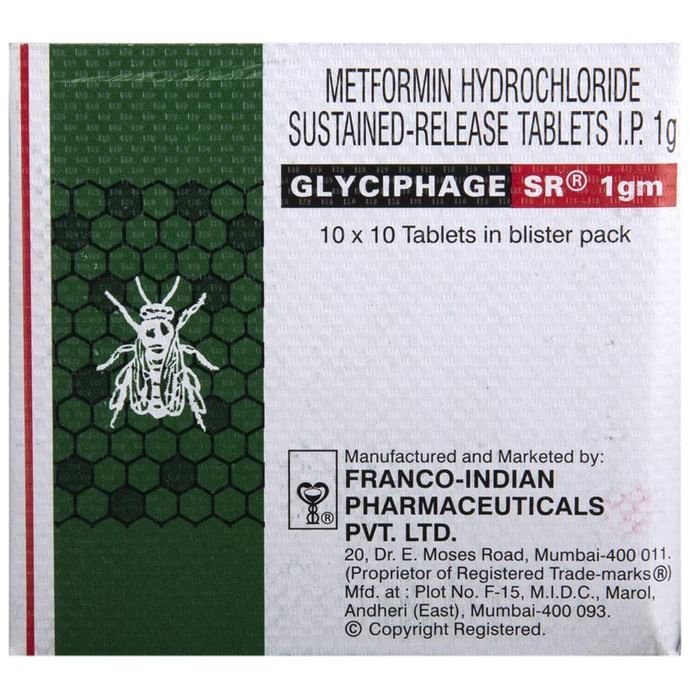 METFORMIN HYDROCHLORIDE
SUSTAINED-RELEASE TABLETS I.P. 1g
GLYCIPHAGE SR® 1gm
10 x 10 Tablets in blister pack
Manufactured and Marketed by:
FRANCO-INDIAN
PHARMACEUTICALS
PVT. LTD.
20, Dr. E. Moses Road, Mumbai-400 011.
(Proprietor of Registered Trade-marks®)
Mfd. at : Plot No. F-15, M.I.D.C., Marol,
Andheri (East), Mumbai-400 093.
© Copyright Registered.
®